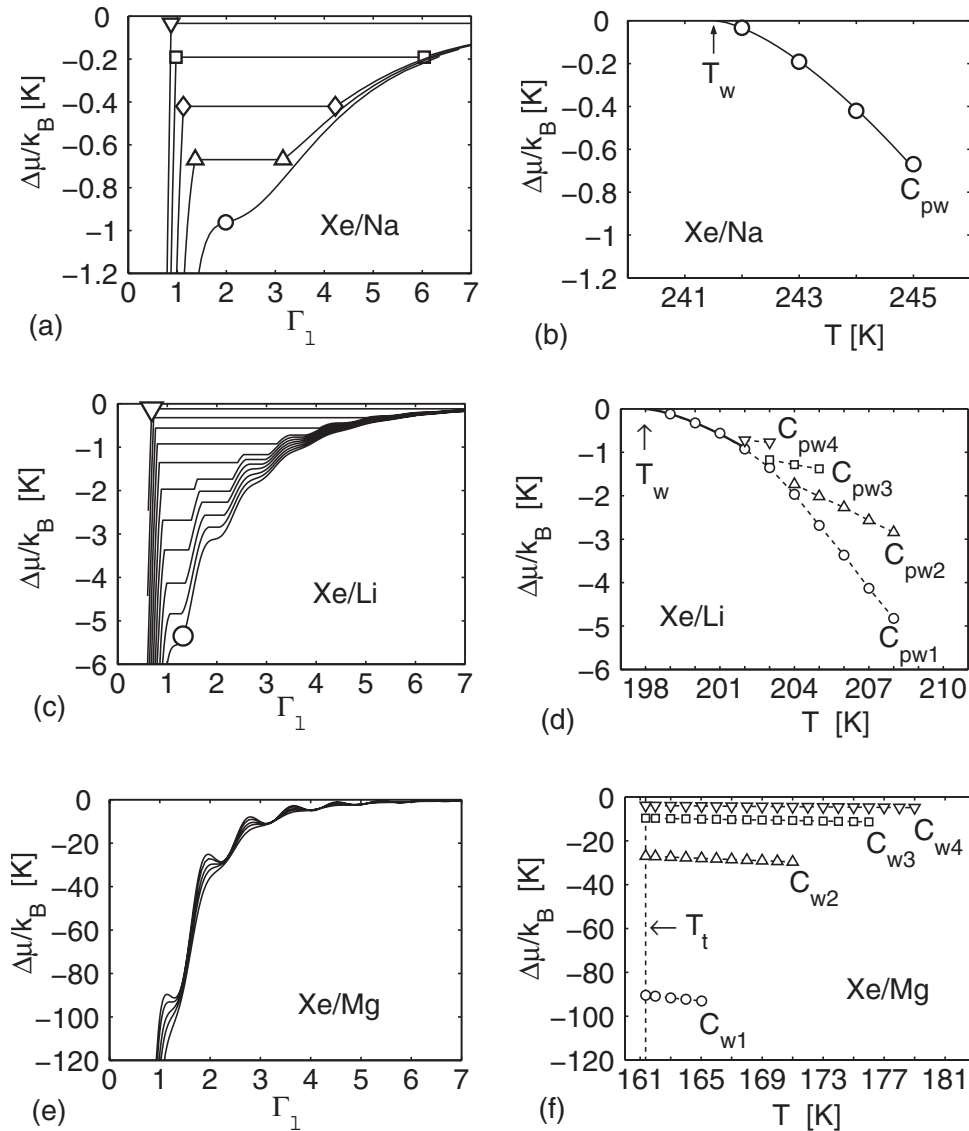 0
−0.2
−0.4
−0.6
−0.8
−1
−1.2
Δμ/k_B [K]
Xe/Na
0 1 2 3 4 5 6 7
(a)
Γ_l
0
−0.2
−0.4
−0.6
−0.8
−1
−1.2
Δμ/k_B [K]
T_w
C_pw
Xe/Na
241 243 245
(b)
T [K]
0
−1
−2
−3
−4
−5
−6
Δμ/k_B [K]
Xe/Li
0 1 2 3 4 5 6 7
(c)
Γ_l
0
−1
−2
−3
−4
−5
−6
Δμ/k_B [K]
T_w
C_pw4
C_pw3
C_pw2
C_pw1
Xe/Li
198 201 204 207 210
(d)
T [K]
0
−20
−40
−60
−80
−100
−120
Δμ/k_B [K]
Xe/Mg
0 1 2 3 4 5 6 7
(e)
Γ_l
0
−20
−40
−60
−80
−100
−120
Δμ/k_B [K]
C_w3 C_w4
C_w2
T_t
Xe/Mg
C_w1
161 165 169 173 177 181
(f)
T [K]